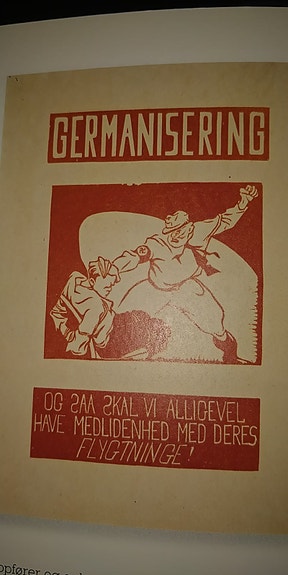 GERMANISERING
OG SAA SKAL VI ALLIGEVEL
HAVE MEDLIDENHED MED DERES
FLYGTNINGE!